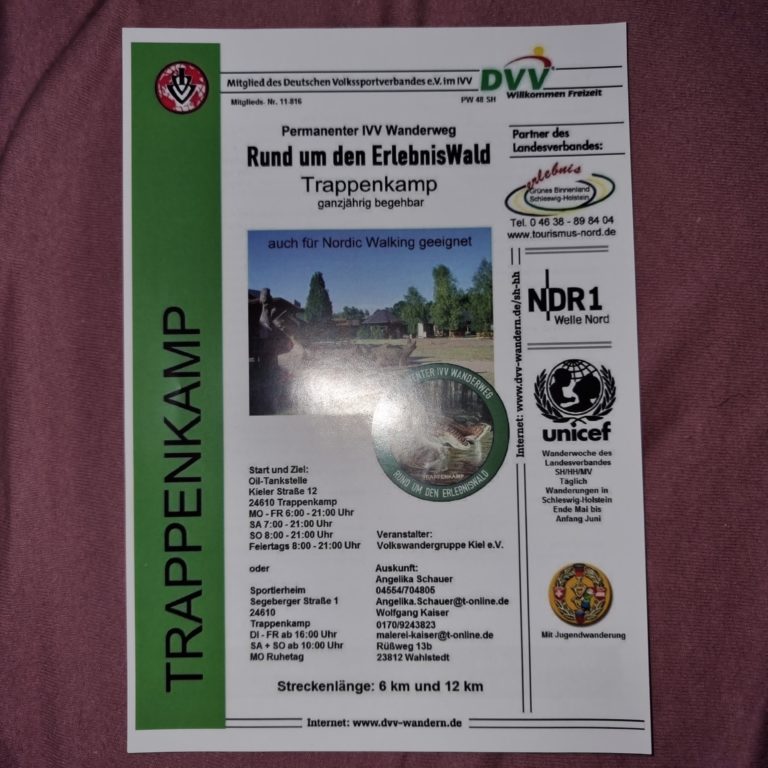 TRAPPENKAMP
IVV
Mitglied des Deutschen Volkssportverbandes e.V. im IVV
DVV
Willkommen Freizeit
Mitglieds- Nr. 11-816
PW 48 SH
Permanenter IVV Wanderweg
Rund um den ErlebnisWald
Trappenkamp
ganzjährig begehbar
auch für Nordic Walking geeignet
ENTER IVV WANDERWEG
TRAPPENKAMP
RUND UM DEN ERLEBNISWALD
Start und Ziel:
Oil-Tankstelle
Kieler Straße 12
24610 Trappenkamp
MO - FR 6:00 - 21:00 Uhr
SA 7:00 - 21:00 Uhr
SO 8:00 - 21:00 Uhr
Feiertags 8:00 - 21:00 Uhr
oder
Sportlerheim
Segeberger Straße 1
24610
Trappenkamp
DI - FR ab 16:00 Uhr
SA + SO ab 10:00 Uhr
MO Ruhetag
Veranstalter:
Volkswandergruppe Kiel e.V.
Auskunft:
Angelika Schauer
04554/704805
Angelika.Schauer@t-online.de
Wolfgang Kaiser
0170/9243823
malerei-kaiser@t-online.de
Rüßweg 13b
23812 Wahlstedt
Streckenlänge: 6 km und 12 km
Internet: www.dvv-wandern.de
Internet: www.dvv-wandern.de/sh-hh
Partner des
Landesverbandes:
erlebnis
Grünes Binnenland
Schleswig-Holstein
Tel. 0 46 38 - 89 84 04
www.tourismus-nord.de
NDR 1
Welle Nord
unicef
Wanderwoche des
Landesverbandes
SH/HH/MV
Täglich
Wanderungen in
Schleswig-Holstein
Ende Mai bis
Anfang Juni
Mit Jugendwanderung